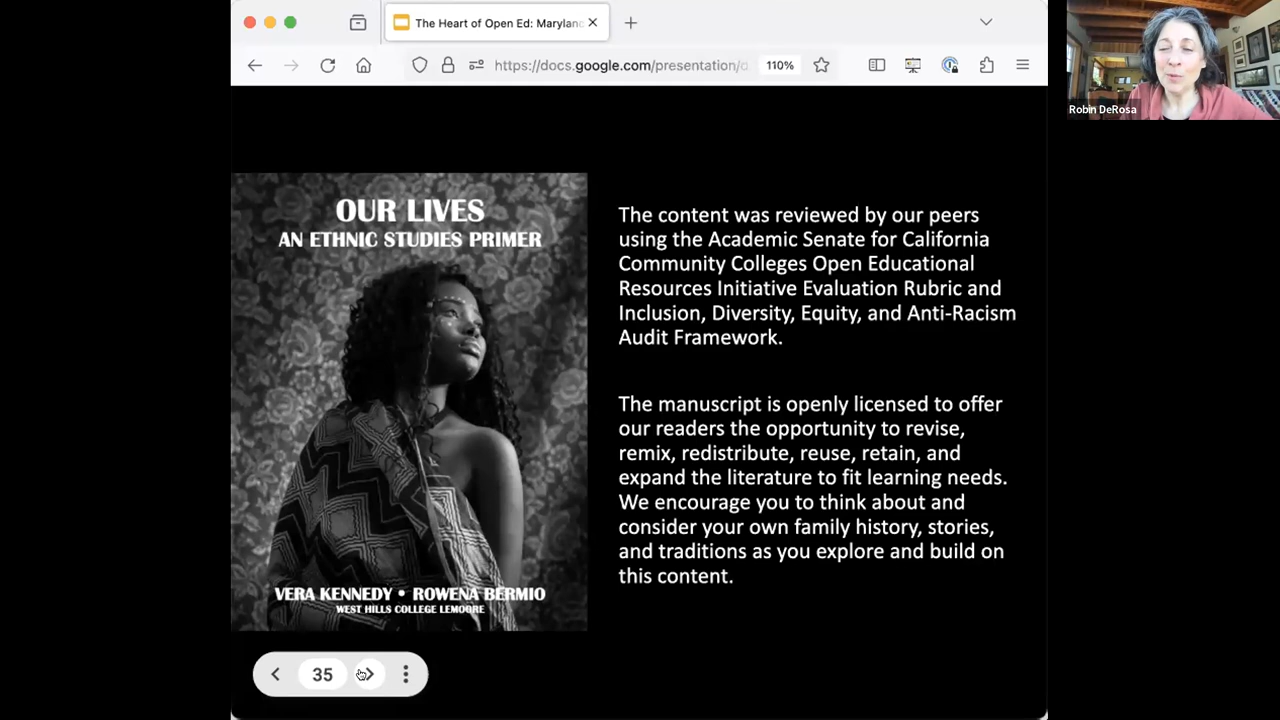 The Heart of Open Ed: Marylan
https://docs.google.com/presentation/
110%
Robin DeRosa
OUR LIVES
AN ETHNIC STUDIES PRIMER
VERA KENNEDY • ROWENA BERMIO
WEST HILLS COLLEGE LEMOORE
The content was reviewed by our peers
using the Academic Senate for California
Community Colleges Open Educational
Resources Initiative Evaluation Rubric and
Inclusion, Diversity, Equity, and Anti-Racism
Audit Framework.
The manuscript is openly licensed to offer
our readers the opportunity to revise,
remix, redistribute, reuse, retain, and
expand the literature to fit learning needs.
We encourage you to think about and
consider your own family history, stories,
and traditions as you explore and build on
this content.
35